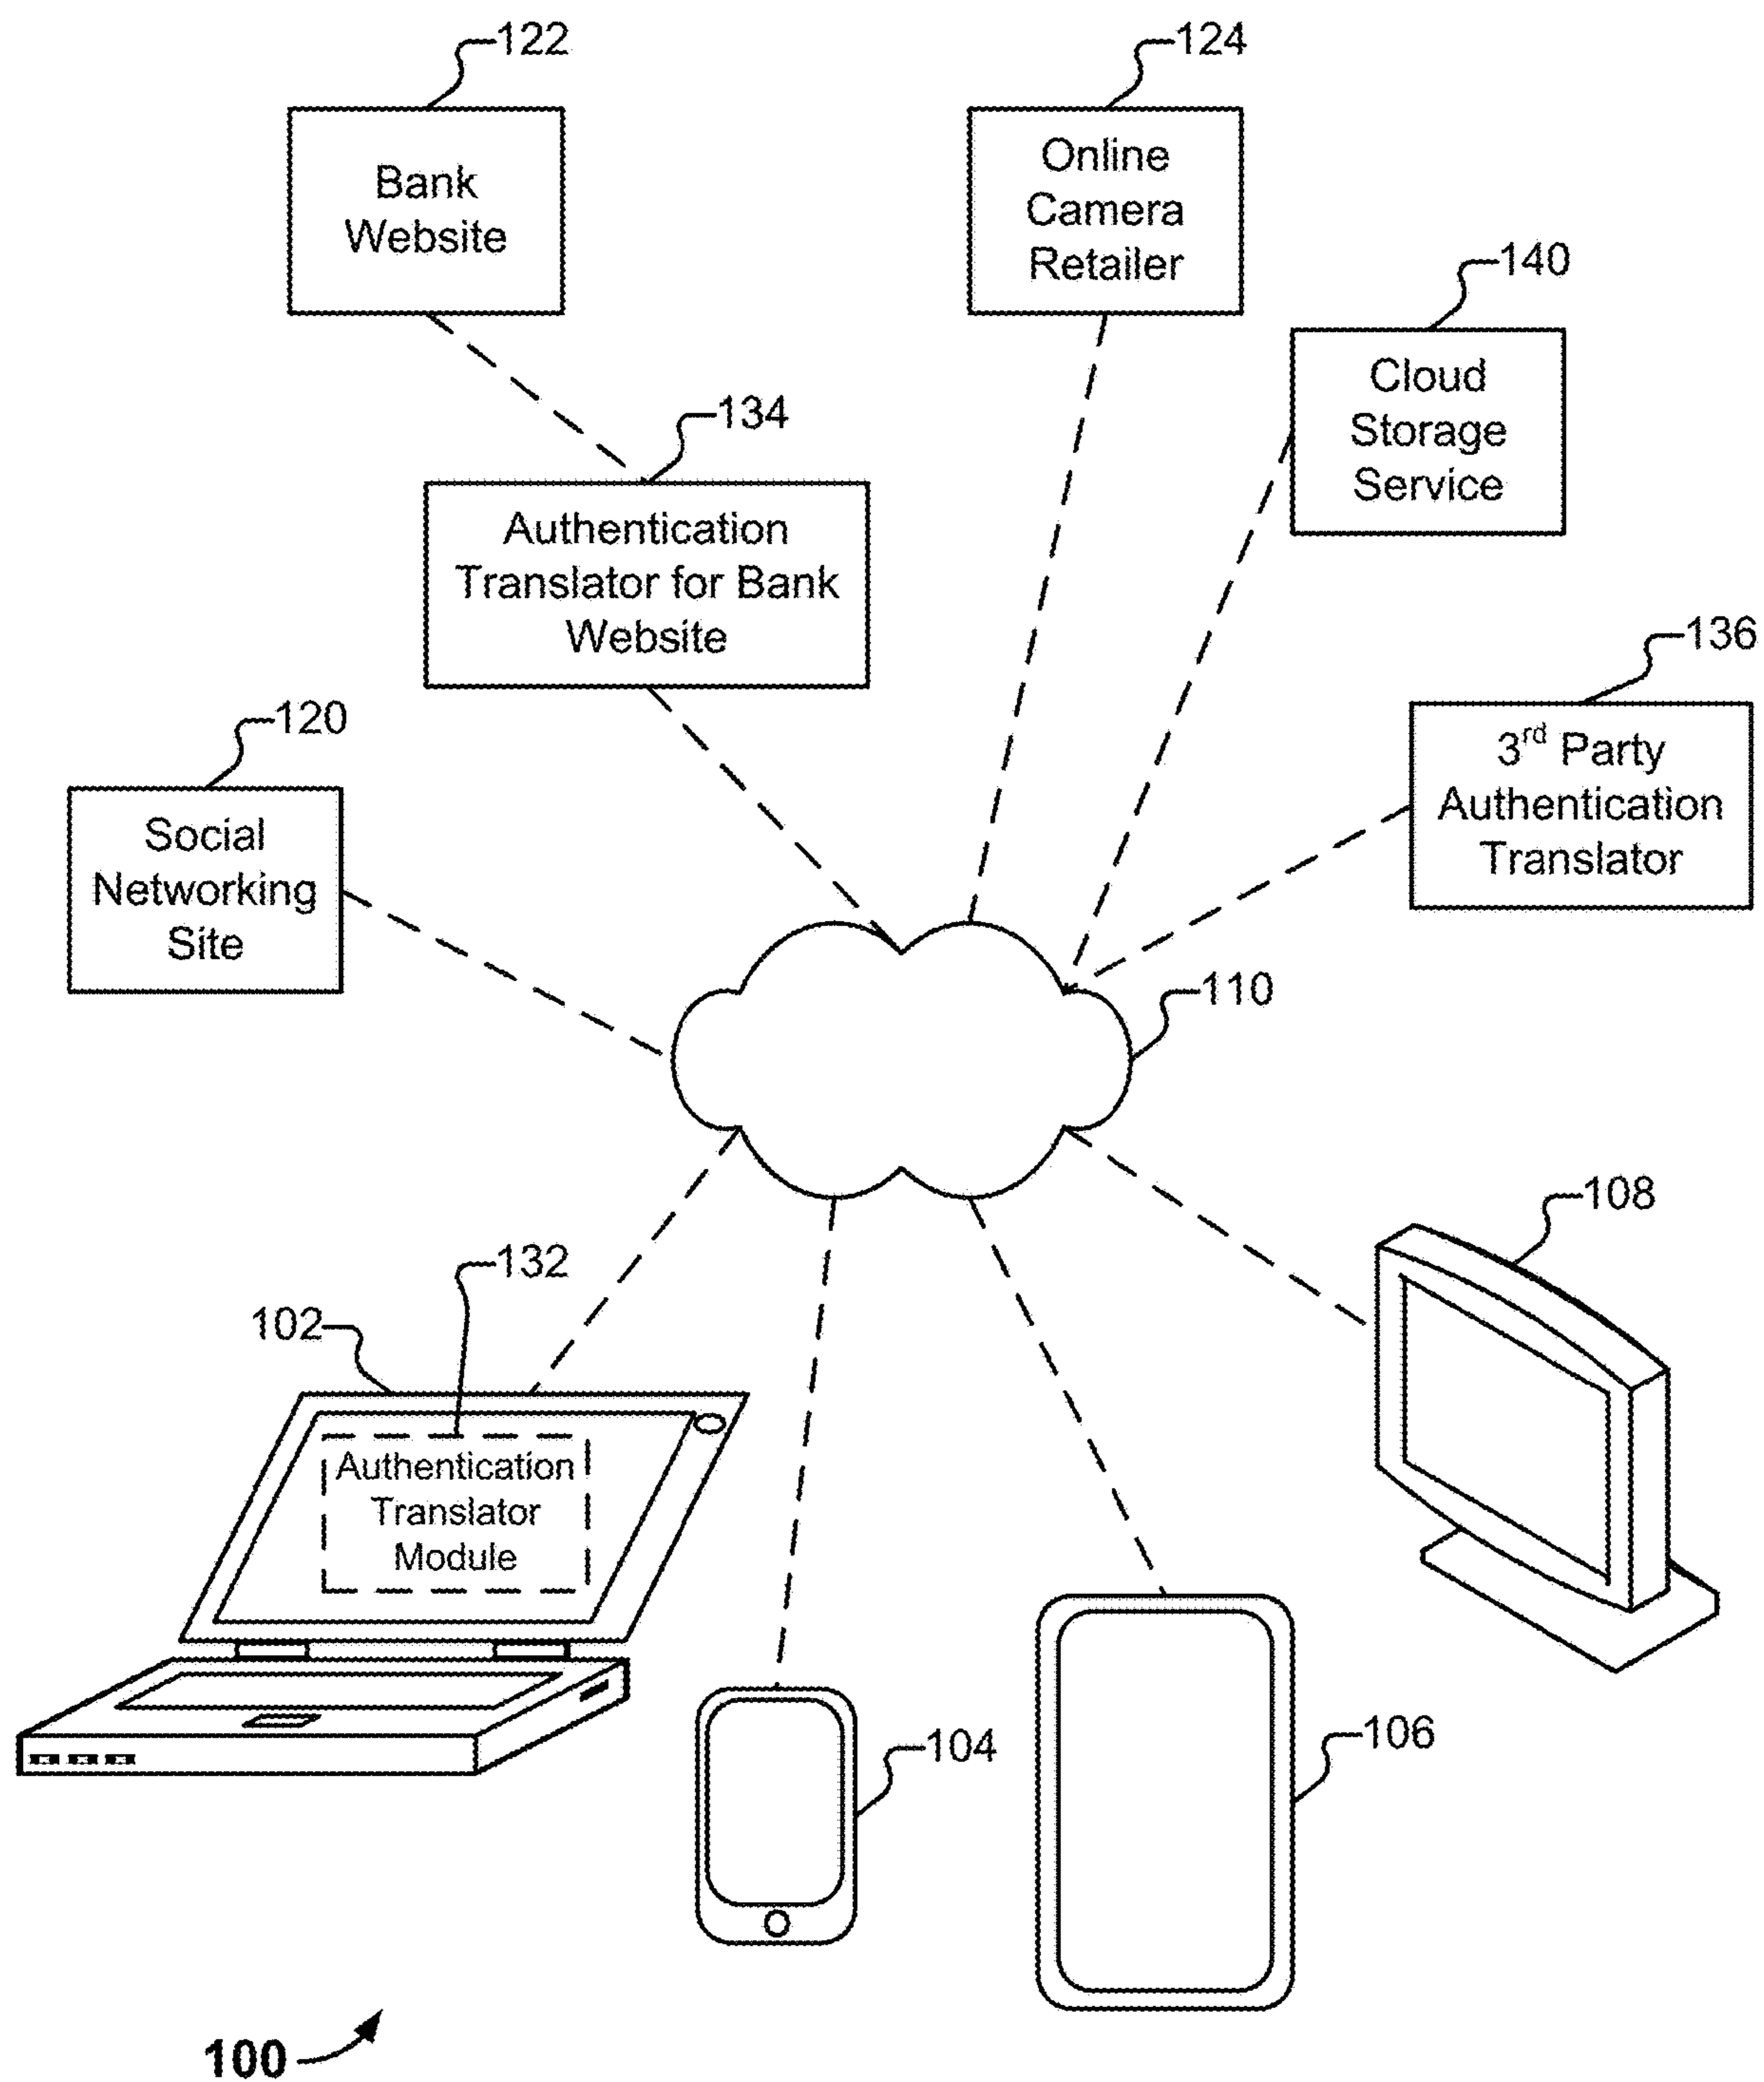 122
124
Bank
Website
Online
Camera
Retailer
140
Cloud
Storage
Service
134
Authentication
Translator for Bank
Website
136
3rd Party
Authentication
Translator
120
Social
Networking
Site
110
108
132
102
Authentication
Translator
Module
104
106
100